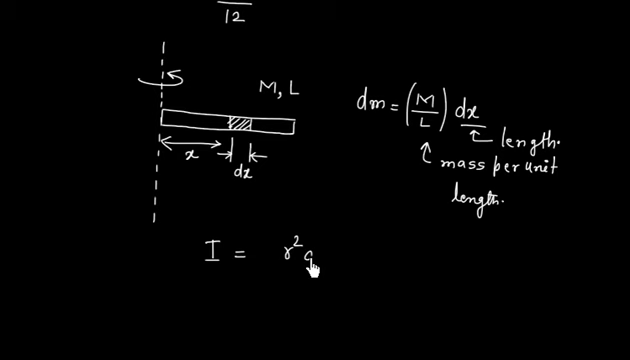 12
M, L
dm = (M/L) dx
length.
mass per unit
length.
x
dx
I = r²